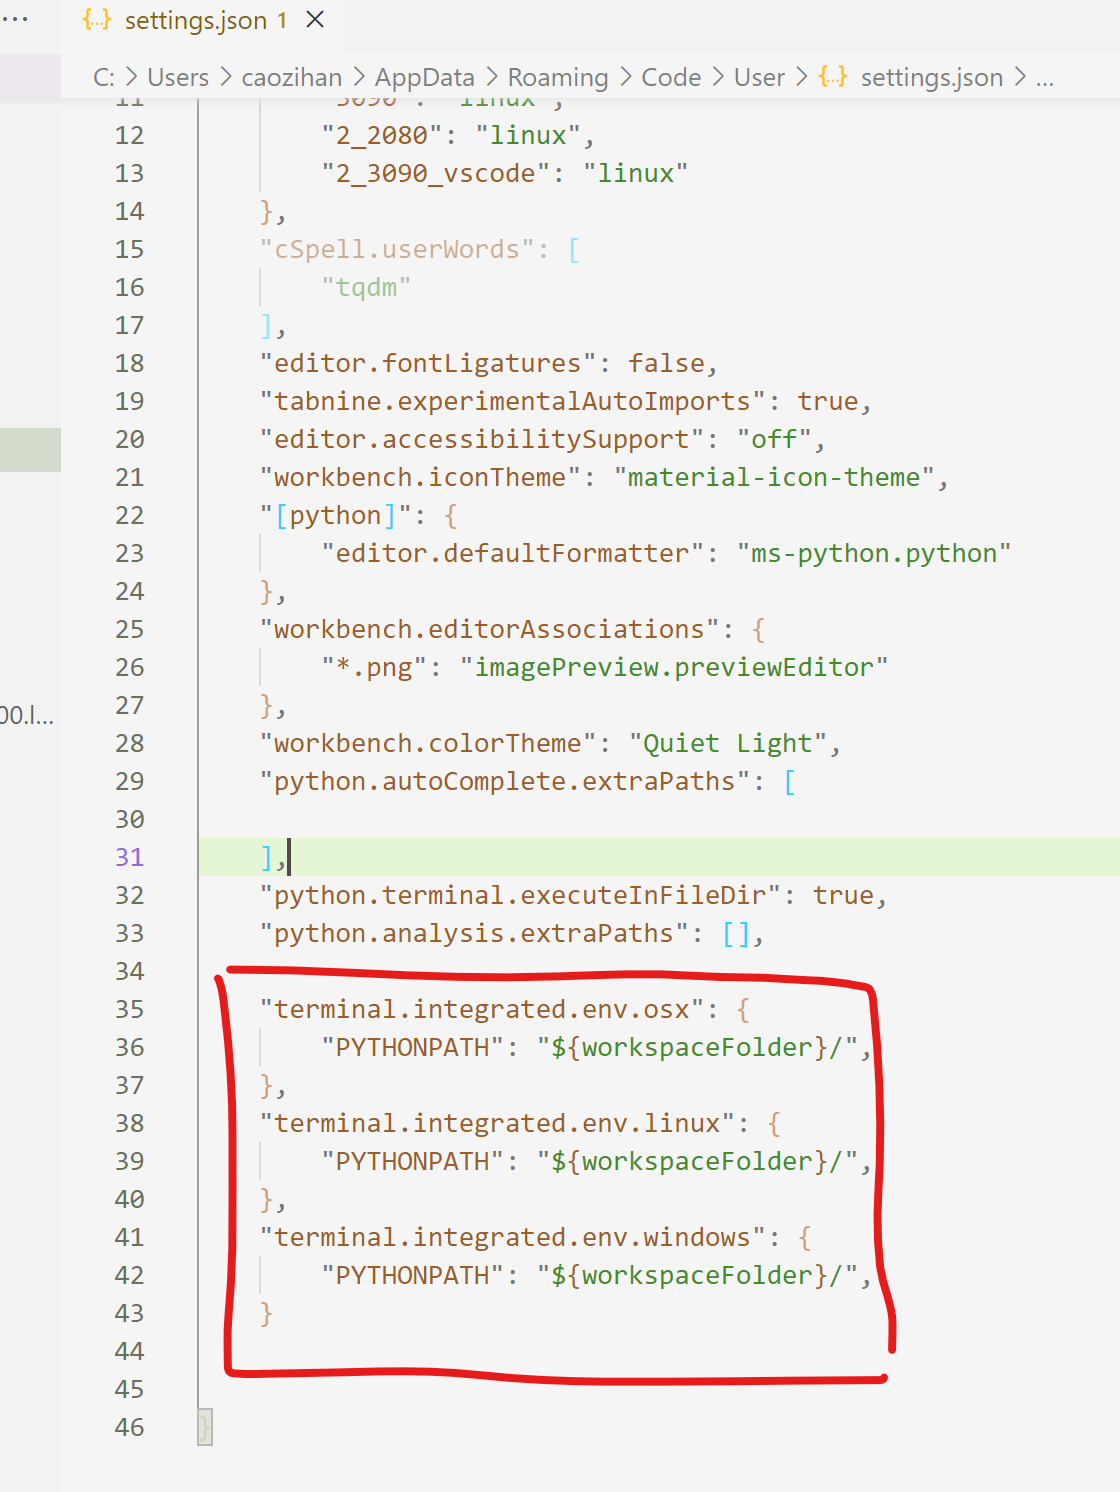 ···
{..} settings.json 1 ×
C: > Users > caozihan > AppData > Roaming > Code > User > {..} settings.json > ...
11 "3090": "linux",
12 "2_2080": "linux",
13 "2_3090_vscode": "linux"
14 },
15 "cSpell.userWords": [
16 "tqdm"
17 ],
18 "editor.fontLigatures": false,
19 "tabnine.experimentalAutoImports": true,
20 "editor.accessibilitySupport": "off",
21 "workbench.iconTheme": "material-icon-theme",
22 "[python]": {
23 "editor.defaultFormatter": "ms-python.python"
24 },
25 "workbench.editorAssociations": {
26 "*.png": "imagePreview.previewEditor"
27 },
00.l...
28 "workbench.colorTheme": "Quiet Light",
29 "python.autoComplete.extraPaths": [
30
31 ],
32 "python.terminal.executeInFileDir": true,
33 "python.analysis.extraPaths": [],
34
35 "terminal.integrated.env.osx": {
36 "PYTHONPATH": "${workspaceFolder}/",
37 },
38 "terminal.integrated.env.linux": {
39 "PYTHONPATH": "${workspaceFolder}/",
40 },
41 "terminal.integrated.env.windows": {
42 "PYTHONPATH": "${workspaceFolder}/",
43 }
44
45
46 }